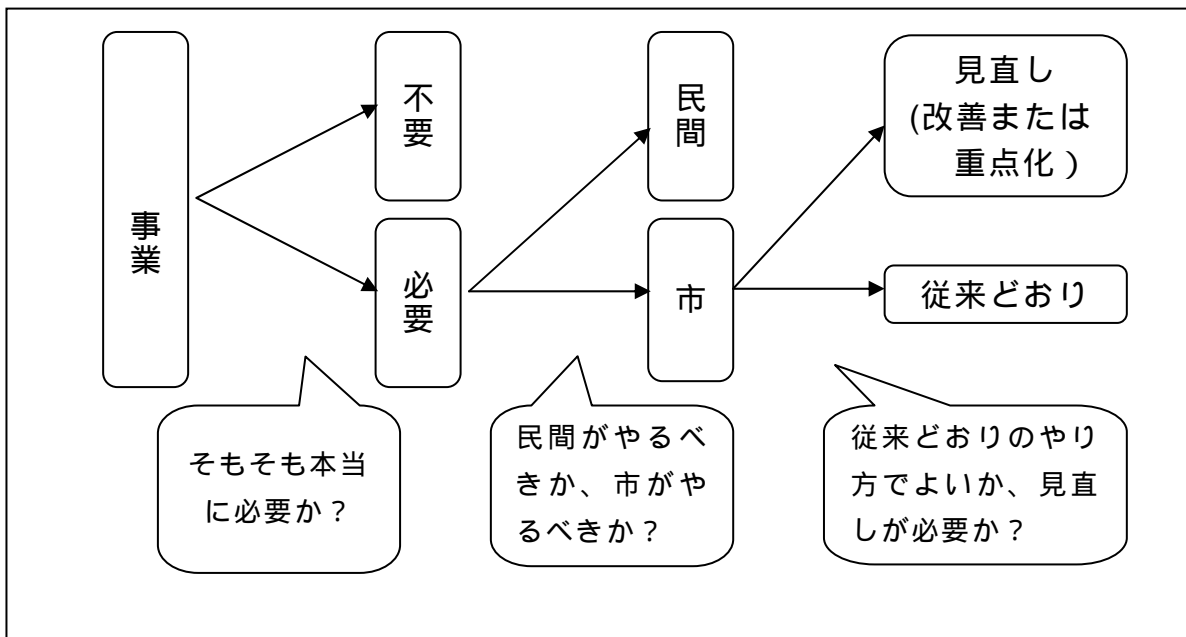 事業
不要
必要
民間
市
見直し
(改善または
重点化）
従来どおり
そもそも本当
に必要か？
民間がやるべ
きか、市がや
るべきか？
従来どおりのやり
方でよいか、見直
しが必要か？